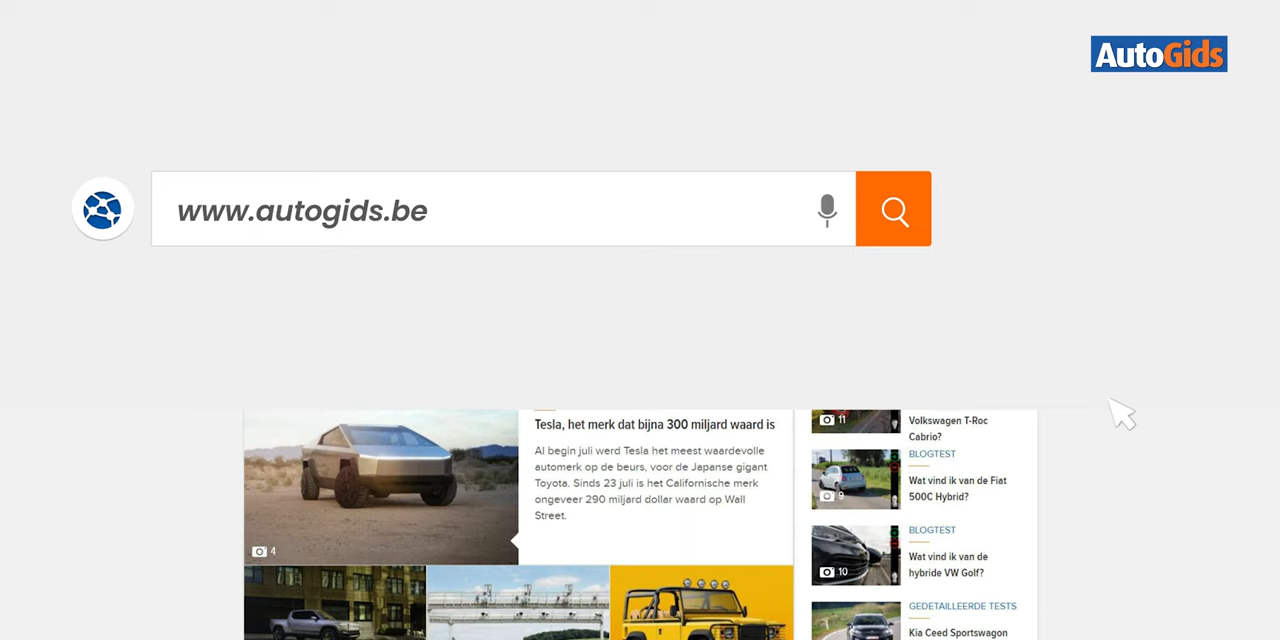 AutoGids
www.autogids.be
Tesla, het merk dat bijna 300 miljard waard is
Al begin juli werd Tesla het meest waardevolle
automerk op de beurs, voor de Japanse gigant
Toyota. Sinds 23 juli is het Californische merk
ongeveer 290 miljard dollar waard op Wall
Street.
4
11
Volkswagen T-Roc
Cabrio?
BLOGTEST
Wat vind ik van de Fiat
500C Hybrid?
9
BLOGTEST
Wat vind ik van de
hybride VW Golf?
10
GEDETAILLEERDE TESTS
Kia Ceed Sportswagon